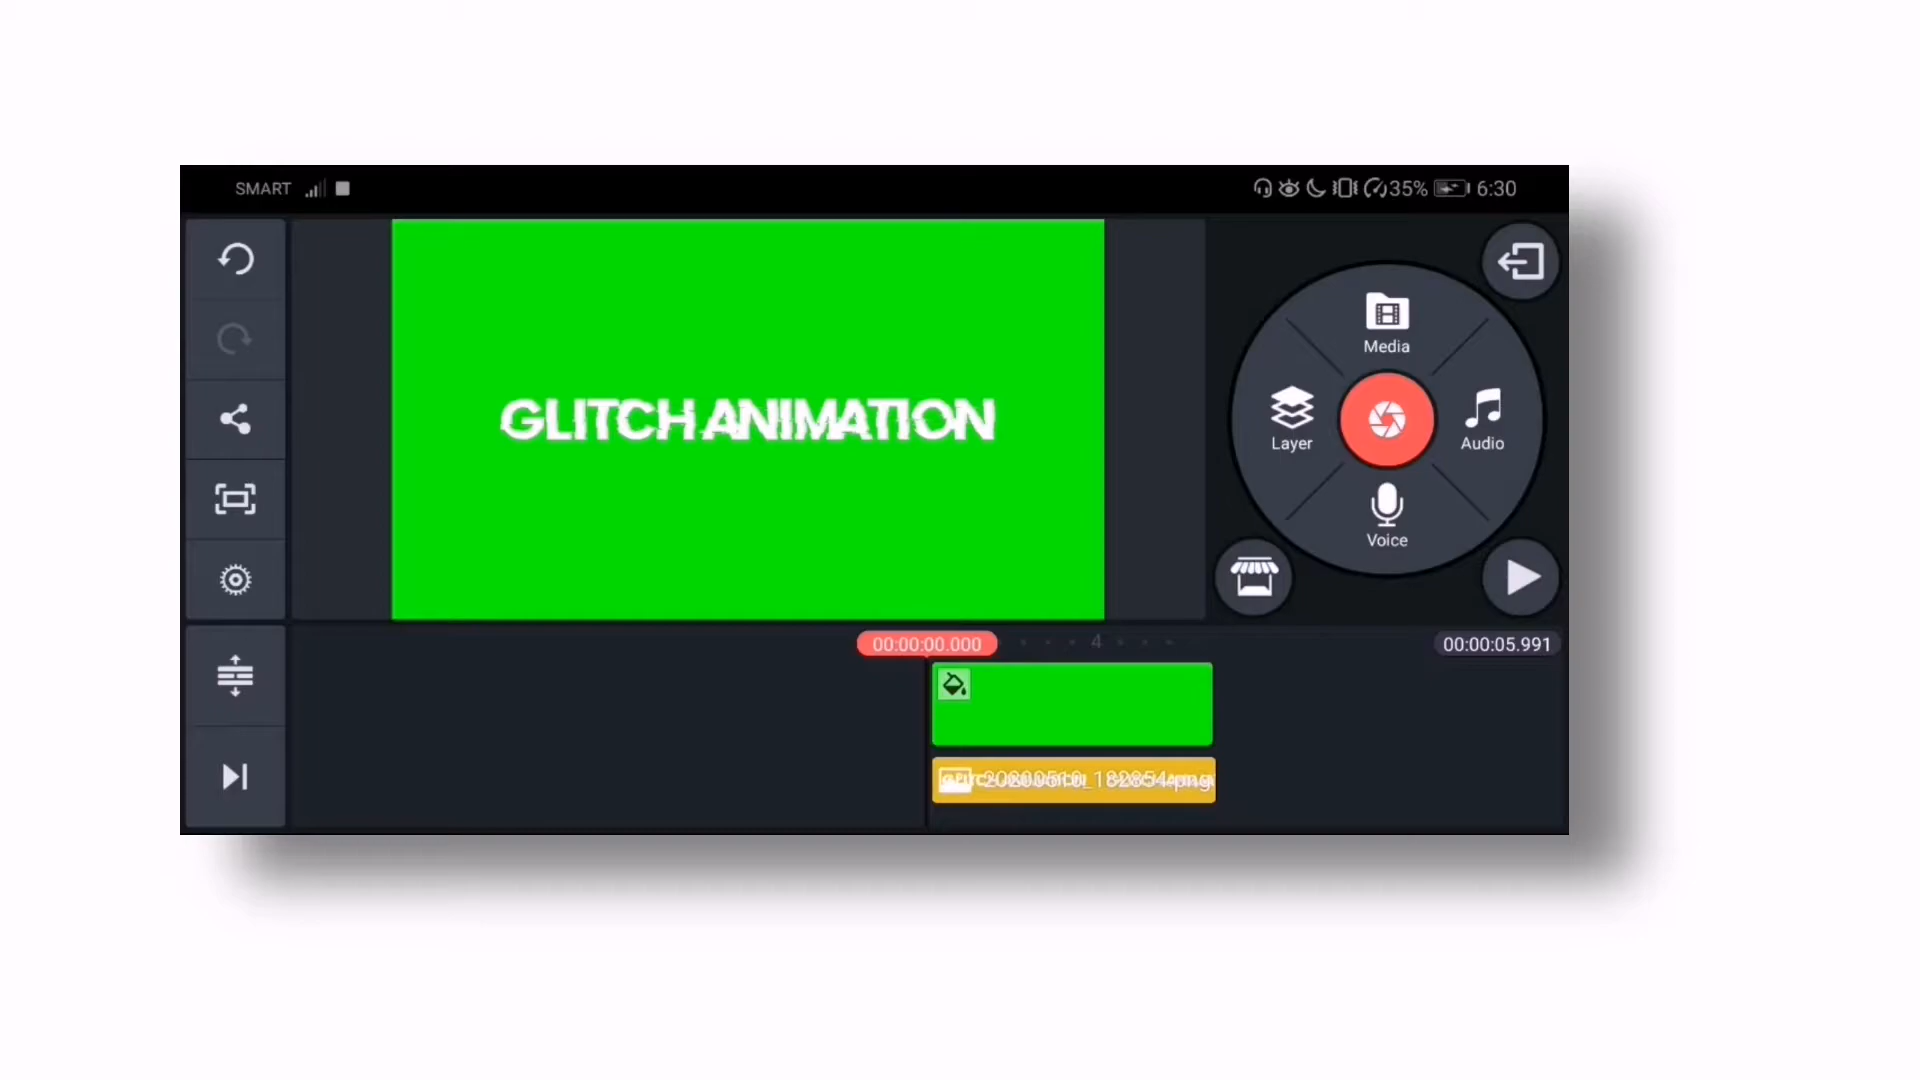 SMART
35% 6:30
GLITCH ANIMATION
Media
Layer
Audio
Voice
00:00:00.000
4
00:00:05.991